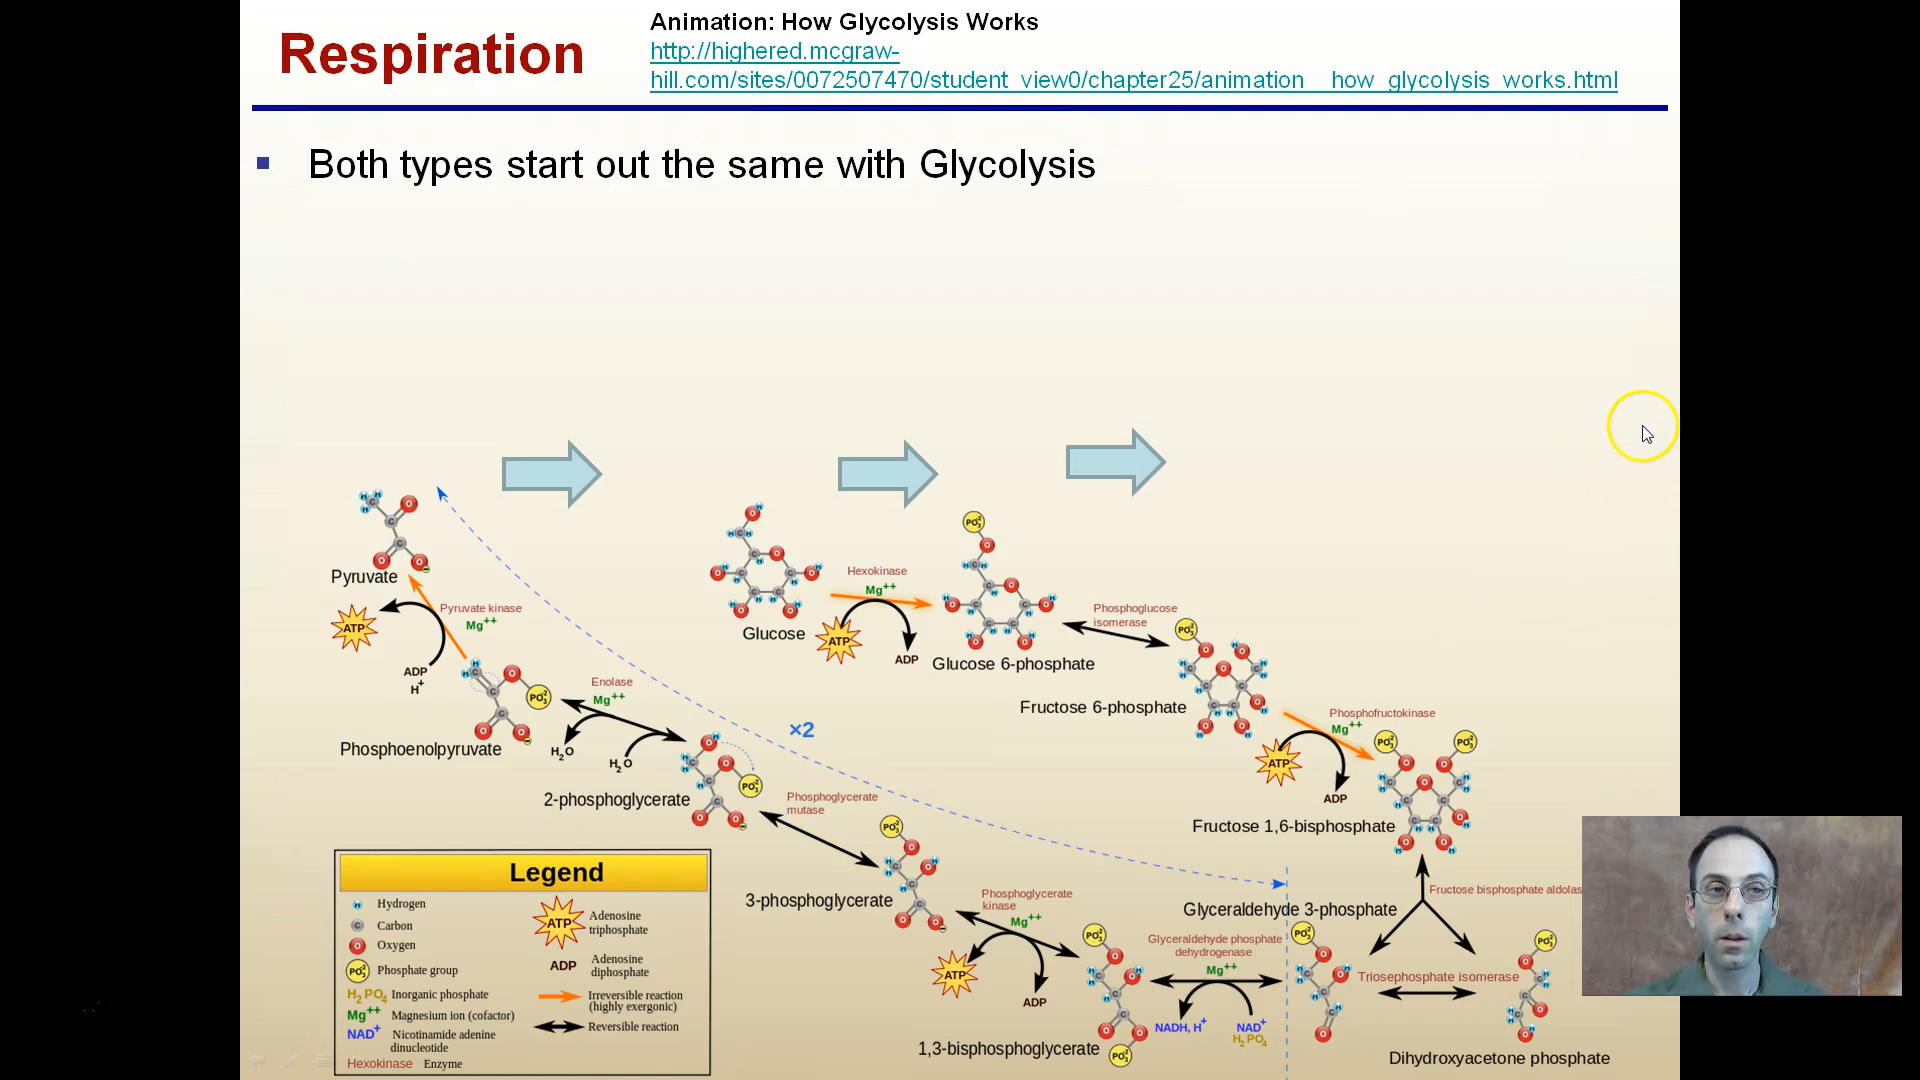 Respiration
Animation: How Glycolysis Works
http://highered.mcgraw-
hill.com/sites/0072507470/student_view0/chapter25/animation__how_glycolysis_works.html
Both types start out the same with Glycolysis
Pyruvate
ATP
Pyruvate kinase
Mg++
ADP
H+
Phosphoenolpyruvate
Enolase
Mg++
H2O
H2O
2-phosphoglycerate
×2
Phosphoglycerate
mutase
3-phosphoglycerate
Phosphoglycerate
kinase
Mg++
ATP
ADP
1,3-bisphosphoglycerate
Glyceraldehyde phosphate
dehydrogenase
Mg++
NADH, H+
NAD+
H2PO4
Glyceraldehyde 3-phosphate
Triosephosphate isomerase
Dihydroxyacetone phosphate
Fructose bisphosphate aldolas
Glucose
Hexokinase
Mg++
ATP
ADP
Glucose 6-phosphate
Phosphoglucose
isomerase
Fructose 6-phosphate
Phosphofructokinase
Mg++
ATP
ADP
Fructose 1,6-bisphosphate
Legend
H Hydrogen
C Carbon
O Oxygen
PO3 2- Phosphate group
H2PO4 Inorganic phosphate
Mg++ Magnesium ion (cofactor)
NAD+ Nicotinamide adenine
dinucleotide
Hexokinase Enzyme
ATP Adenosine
triphosphate
ADP Adenosine
diphosphate
Irreversible reaction
(highly exergonic)
Reversible reaction